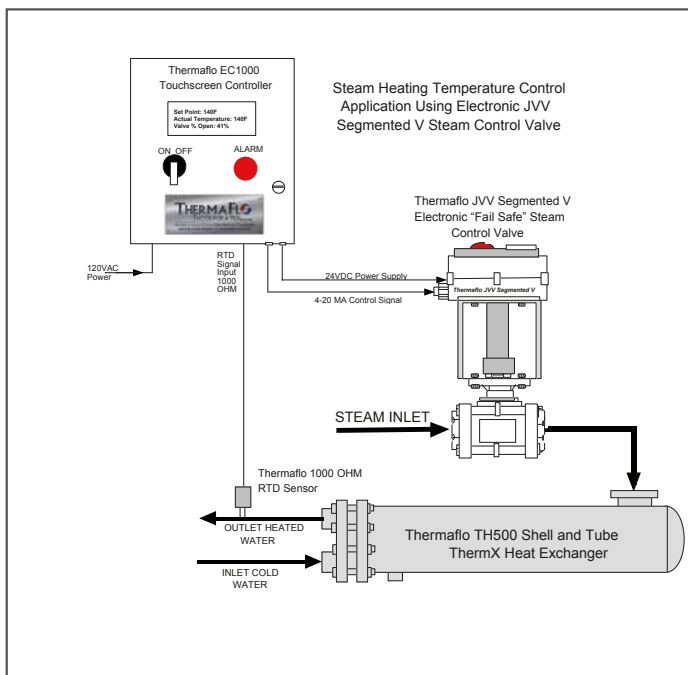 Thermaflo EC1000
Touchscreen Controller
Set Point: 140F
Actual Temperature: 140F
Valve % Open: 41%
ON OFF
ALARM
THERMAFLO
Steam Heating Temperature Control
Application Using Electronic JVV
Segmented V Steam Control Valve
Thermaflo JVV Segmented V
Electronic “Fail Safe” Steam
Control Valve
120VAC
Power
RTD
Signal
Input
1000
OHM
24VDC Power Supply
4-20 MA Control Signal
Thermaflo JVV Segmented V
STEAM INLET
Thermaflo 1000 OHM
RTD Sensor
OUTLET HEATED
WATER
INLET COLD
WATER
Thermaflo TH500 Shell and Tube
ThermX Heat Exchanger